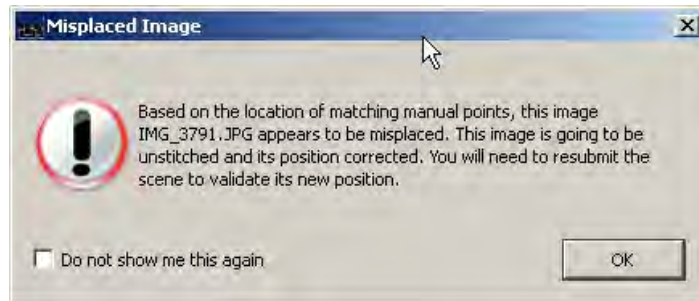 Misplaced Image
Based on the location of matching manual points, this image
IMG_3791.JPG appears to be misplaced. This image is going to be
unstitched and its position corrected. You will need to resubmit the
scene to validate its new position.
Do not show me this again
OK